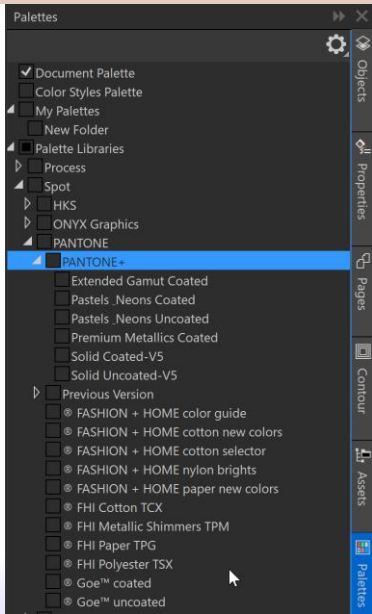 Palettes
Document Palette
Color Styles Palette
My Palettes
New Folder
Palette Libraries
Process
Spot
HKS
ONYX Graphics
PANTONE
PANTONE+
Extended Gamut Coated
Pastels _Neons Coated
Pastels _Neons Uncoated
Premium Metallics Coated
Solid Coated-V5
Solid Uncoated-V5
Previous Version
® FASHION + HOME color guide
® FASHION + HOME cotton new colors
® FASHION + HOME cotton selector
® FASHION + HOME nylon brights
® FASHION + HOME paper new colors
® FHI Cotton TCX
® FHI Metallic Shimmers TPM
® FHI Paper TPG
® FHI Polyester TSX
® Goe™ coated
® Goe™ uncoated
Objects
Properties
Pages
Contour
Assets
Palettes